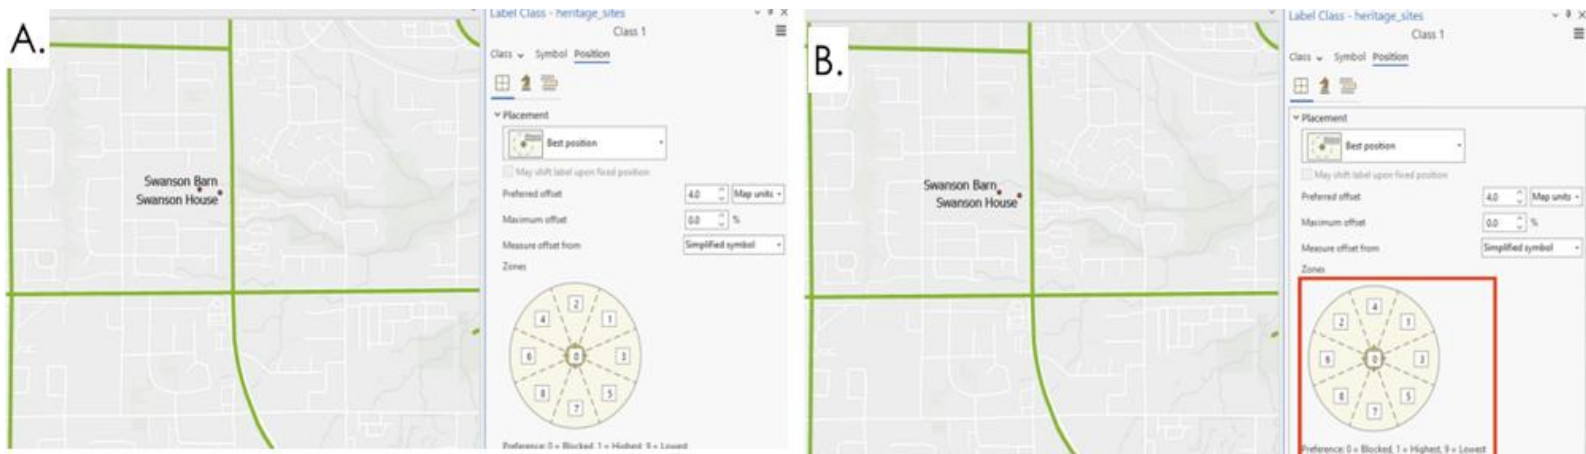 A.
Swanson Barn
Swanson House
Label Class - heritage_sites
Class 1
Class Symbol Position
Placement
Best position
May shift label upon fixed position
Preferred offset 4.0 Map units
Maximum offset 0.0 %
Measure offset from Simplified symbol
Zones
2
4 1
6 0 3
8 5
7
Preference: 0 = Blocked, 1 = Highest, 9 = Lowest
B.
Swanson Barn
Swanson House
Label Class - heritage_sites
Class 1
Class Symbol Position
Placement
Best position
May shift label upon fixed position
Preferred offset 4.0 Map units
Maximum offset 0.0 %
Measure offset from Simplified symbol
Zones
4
2 1
6 0 3
8 5
7
Preference: 0 = Blocked, 1 = Highest, 9 = Lowest